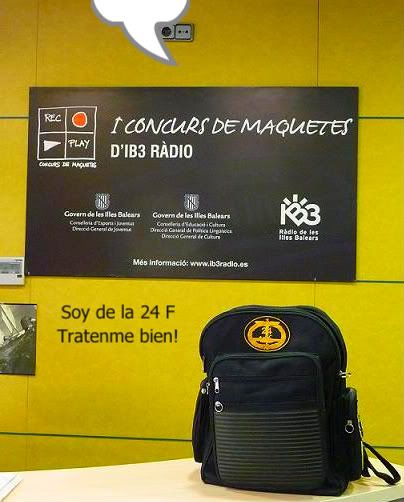 REC
PLAY
CONCURS DE MAQUETES
I CONCURS DE MAQUETES
D'IB3 RÀDIO
Govern de les Illes Balears
Conselleria d'Esports i Joventut
Direcció General de Joventut
Govern de les Illes Balears
Conselleria d'Educació i Cultura
Direcció General de Política Lingüística
Direcció General de Cultura
IB3
Ràdio de les
Illes Balears
Més informació: www.ib3radio.es
Soy de la 24 F
Tratenme bien!